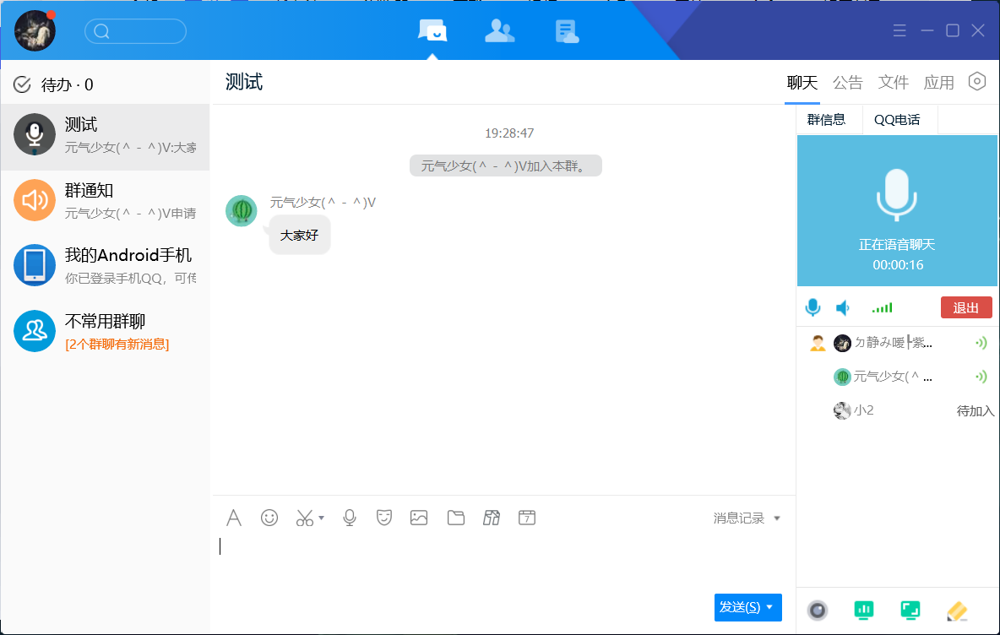 待办 · 0
测试
元气少女(＾－＾)V:大家
群通知
元气少女(＾－＾)V申请
我的Android手机
你已登录手机QQ，可传
不常用群聊
[2个群聊有新消息]
测试
聊天 公告 文件 应用
19:28:47
元气少女(＾－＾)V加入本群。
元气少女(＾－＾)V
大家好
消息记录
发送(S)
群信息 QQ电话
正在语音聊天
00:00:16
退出
ㄉ静み嗳┣紫...
元气少女(＾...
小2 待加入
7